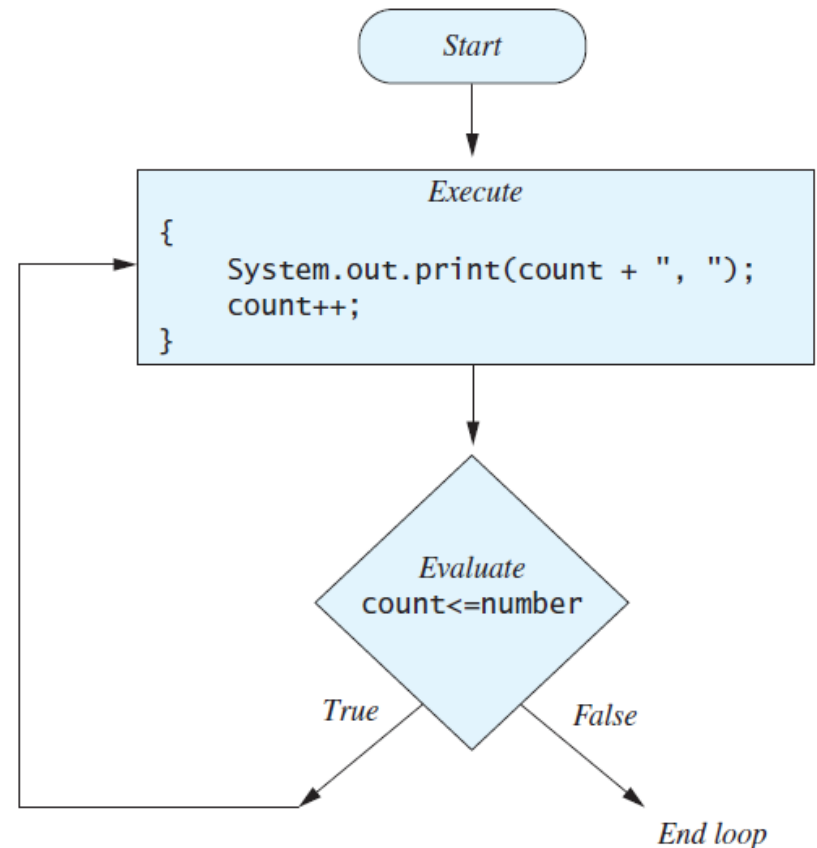 Start
Execute
{
System.out.print(count + ", ");
count++;
}
Evaluate
count<=number
True
False
End loop